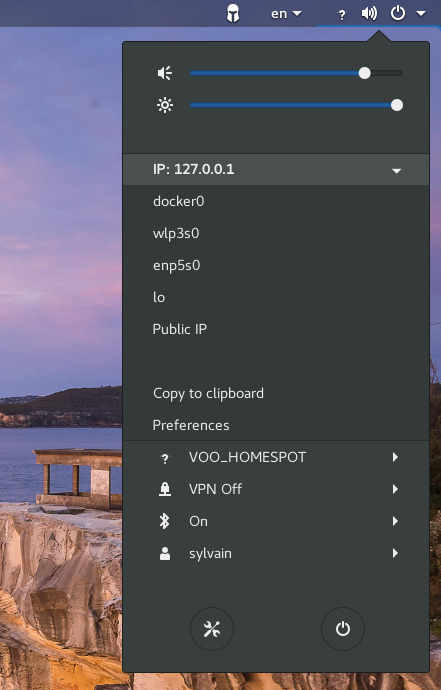 en
IP: 127.0.0.1
docker0
wlp3s0
enp5s0
lo
Public IP
Copy to clipboard
Preferences
VOO_HOMESPOT
VPN Off
On
sylvain